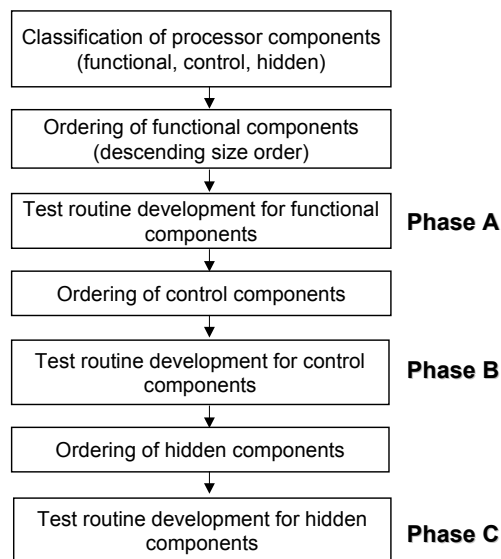 Classification of processor components
(functional, control, hidden)
Ordering of functional components
(descending size order)
Test routine development for functional
components
Phase A
Ordering of control components
Test routine development for control
components
Phase B
Ordering of hidden components
Test routine development for hidden
components
Phase C